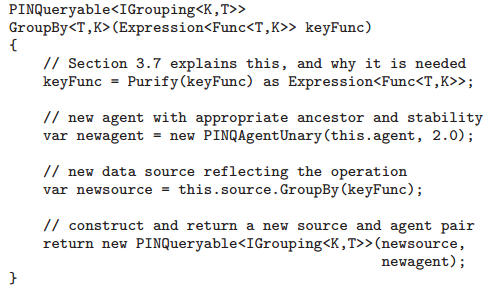 PINQueryable<IGrouping<K,T>>
GroupBy<T,K>(Expression<Func<T,K>> keyFunc)
{
    // Section 3.7 explains this, and why it is needed
    keyFunc = Purify(keyFunc) as Expression<Func<T,K>>;

    // new agent with appropriate ancestor and stability
    var newagent = new PINQAgentUnary(this.agent, 2.0);

    // new data source reflecting the operation
    var newsource = this.source.GroupBy(keyFunc);

    // construct and return a new source and agent pair
    return new PINQueryable<IGrouping<K,T>>(newsource,
                                            newagent);
}